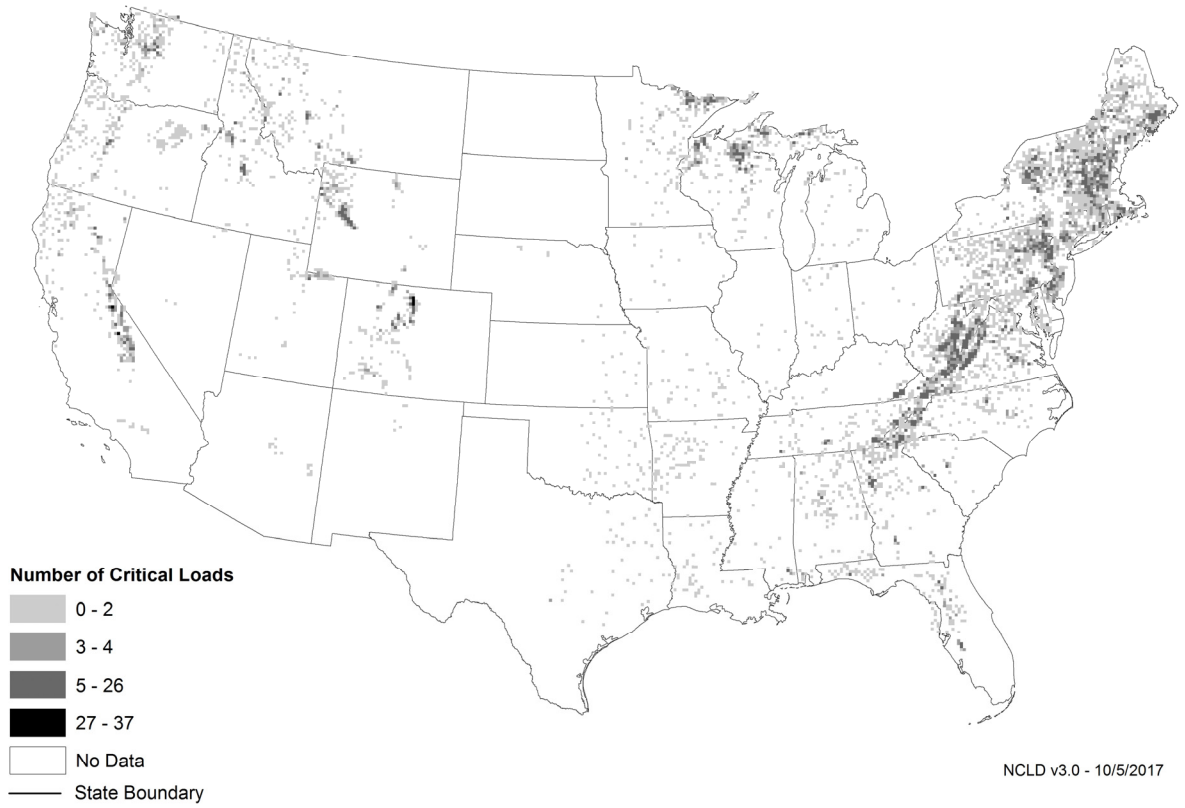 Number of Critical Loads
0 - 2
3 - 4
5 - 26
27 - 37
No Data
State Boundary
NCLD v3.0 - 10/5/2017